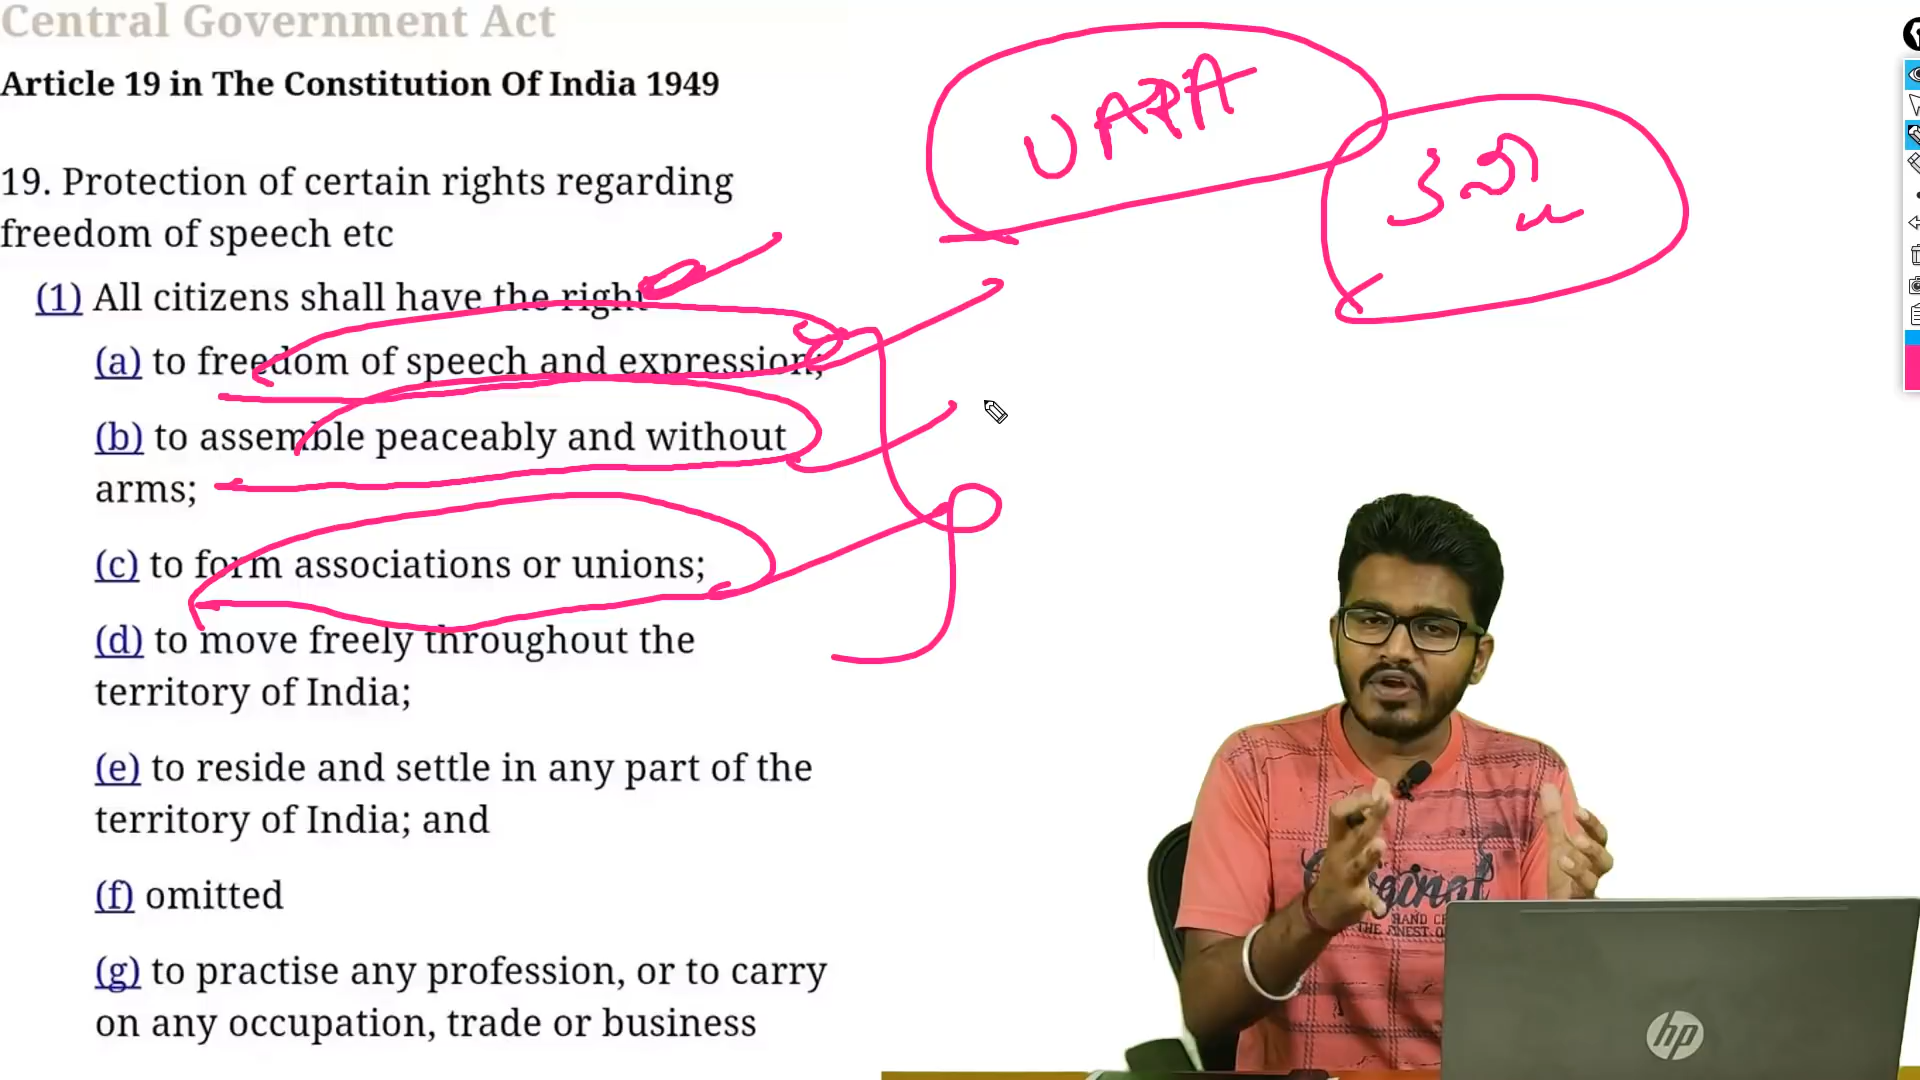 Central Government Act
Article 19 in The Constitution Of India 1949
19. Protection of certain rights regarding
freedom of speech etc
(1) All citizens shall have the right
(a) to freedom of speech and expression;
(b) to assemble peaceably and without
arms;
(c) to form associations or unions;
(d) to move freely throughout the
territory of India;
(e) to reside and settle in any part of the
territory of India; and
(f) omitted
(g) to practise any profession, or to carry
on any occupation, trade or business
UAPA
Original
THE FINEST
hp